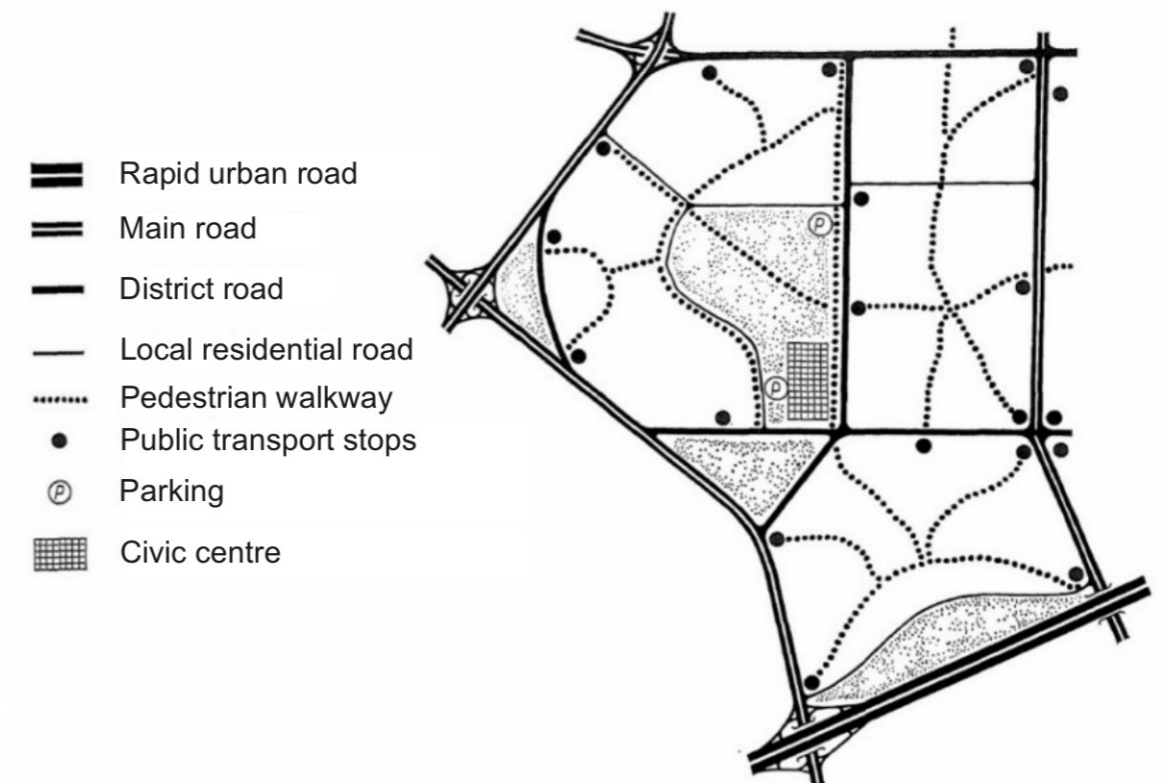 Rapid urban road
Main road
District road
Local residential road
Pedestrian walkway
Public transport stops
P Parking
Civic centre
P
P